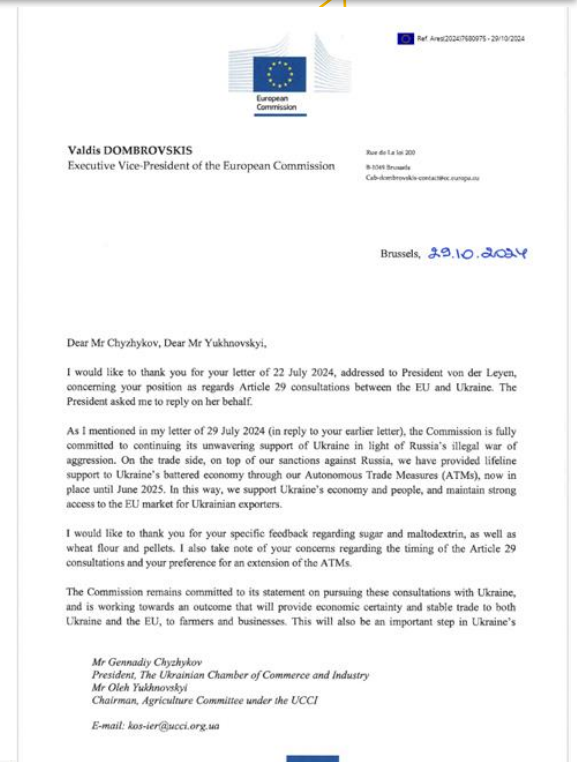 Ref. Ares(2024)7680975 - 29/10/2024
European
Commission
Valdis DOMBROVSKIS
Executive Vice-President of the European Commission
Rue de La loi 200
B-1049 Brussels
Cab-dombrovskis-contact@ec.europa.eu
Brussels, 29.10.2024
Dear Mr Chyzhykov, Dear Mr Yukhnovskyi,
I would like to thank you for your letter of 22 July 2024, addressed to President von der Leyen,
concerning your position as regards Article 29 consultations between the EU and Ukraine. The
President asked me to reply on her behalf.
As I mentioned in my letter of 29 July 2024 (in reply to your earlier letter), the Commission is fully
committed to continuing its unwavering support of Ukraine in light of Russia's illegal war of
aggression. On the trade side, on top of our sanctions against Russia, we have provided lifeline
support to Ukraine's battered economy through our Autonomous Trade Measures (ATMs), now in
place until June 2025. In this way, we support Ukraine's economy and people, and maintain strong
access to the EU market for Ukrainian exporters.
I would like to thank you for your specific feedback regarding sugar and maltodextrin, as well as
wheat flour and pellets. I also take note of your concerns regarding the timing of the Article 29
consultations and your preference for an extension of the ATMs.
The Commission remains committed to its statement on pursuing these consultations with Ukraine,
and is working towards an outcome that will provide economic certainty and stable trade to both
Ukraine and the EU, to farmers and businesses. This will also be an important step in Ukraine's
Mr Gennadiy Chyzhykov
President, The Ukrainian Chamber of Commerce and Industry
Mr Oleh Yukhnovskyi
Chairman, Agriculture Committee under the UCCI
E-mail: kos-ier@ucci.org.ua